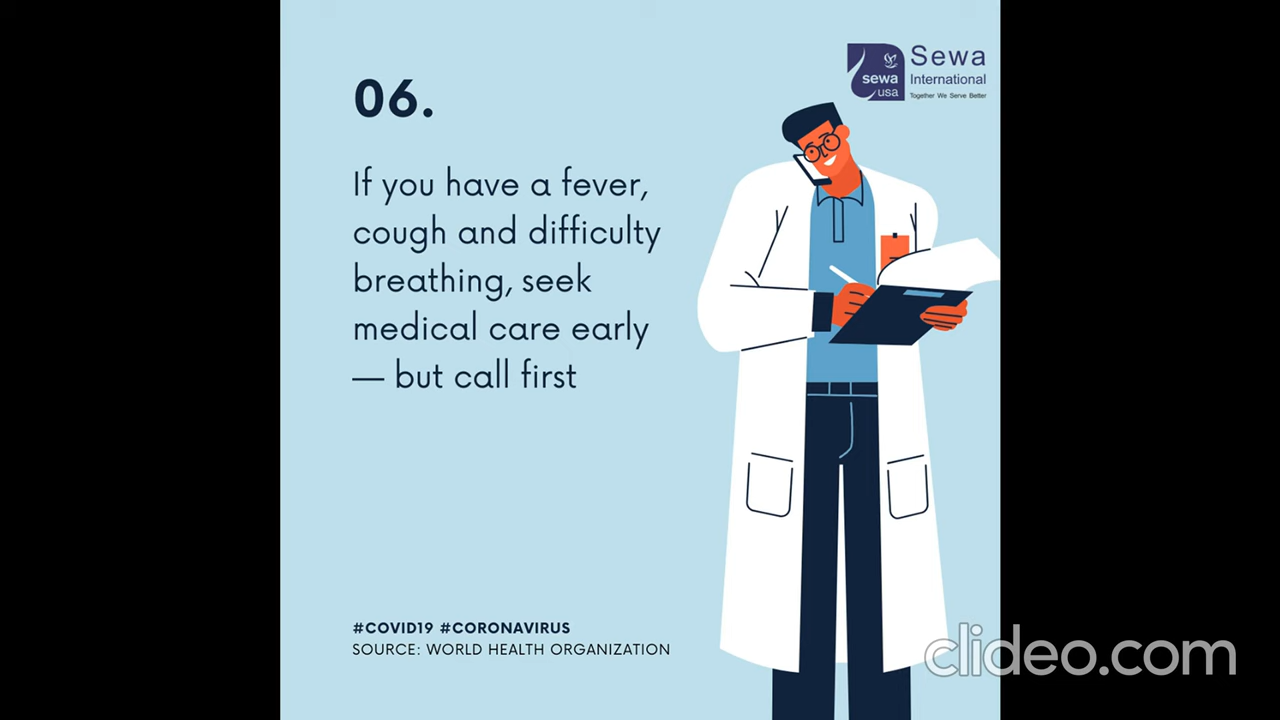 06.
If you have a fever,
cough and difficulty
breathing, seek
medical care early
— but call first
#COVID19 #CORONAVIRUS
SOURCE: WORLD HEALTH ORGANIZATION
sewa
usa
Sewa
International
Together We Serve Better
clideo.com